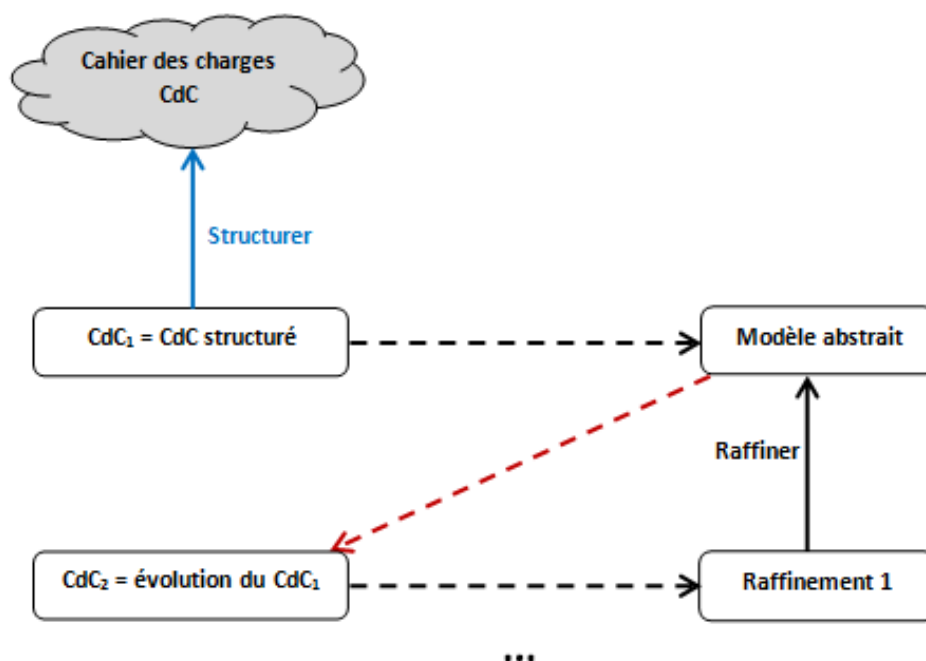 Cahier des charges
CdC
Structurer
CdC₁ = CdC structuré
Modèle abstrait
Raffiner
CdC₂ = évolution du CdC₁
Raffinement 1
...